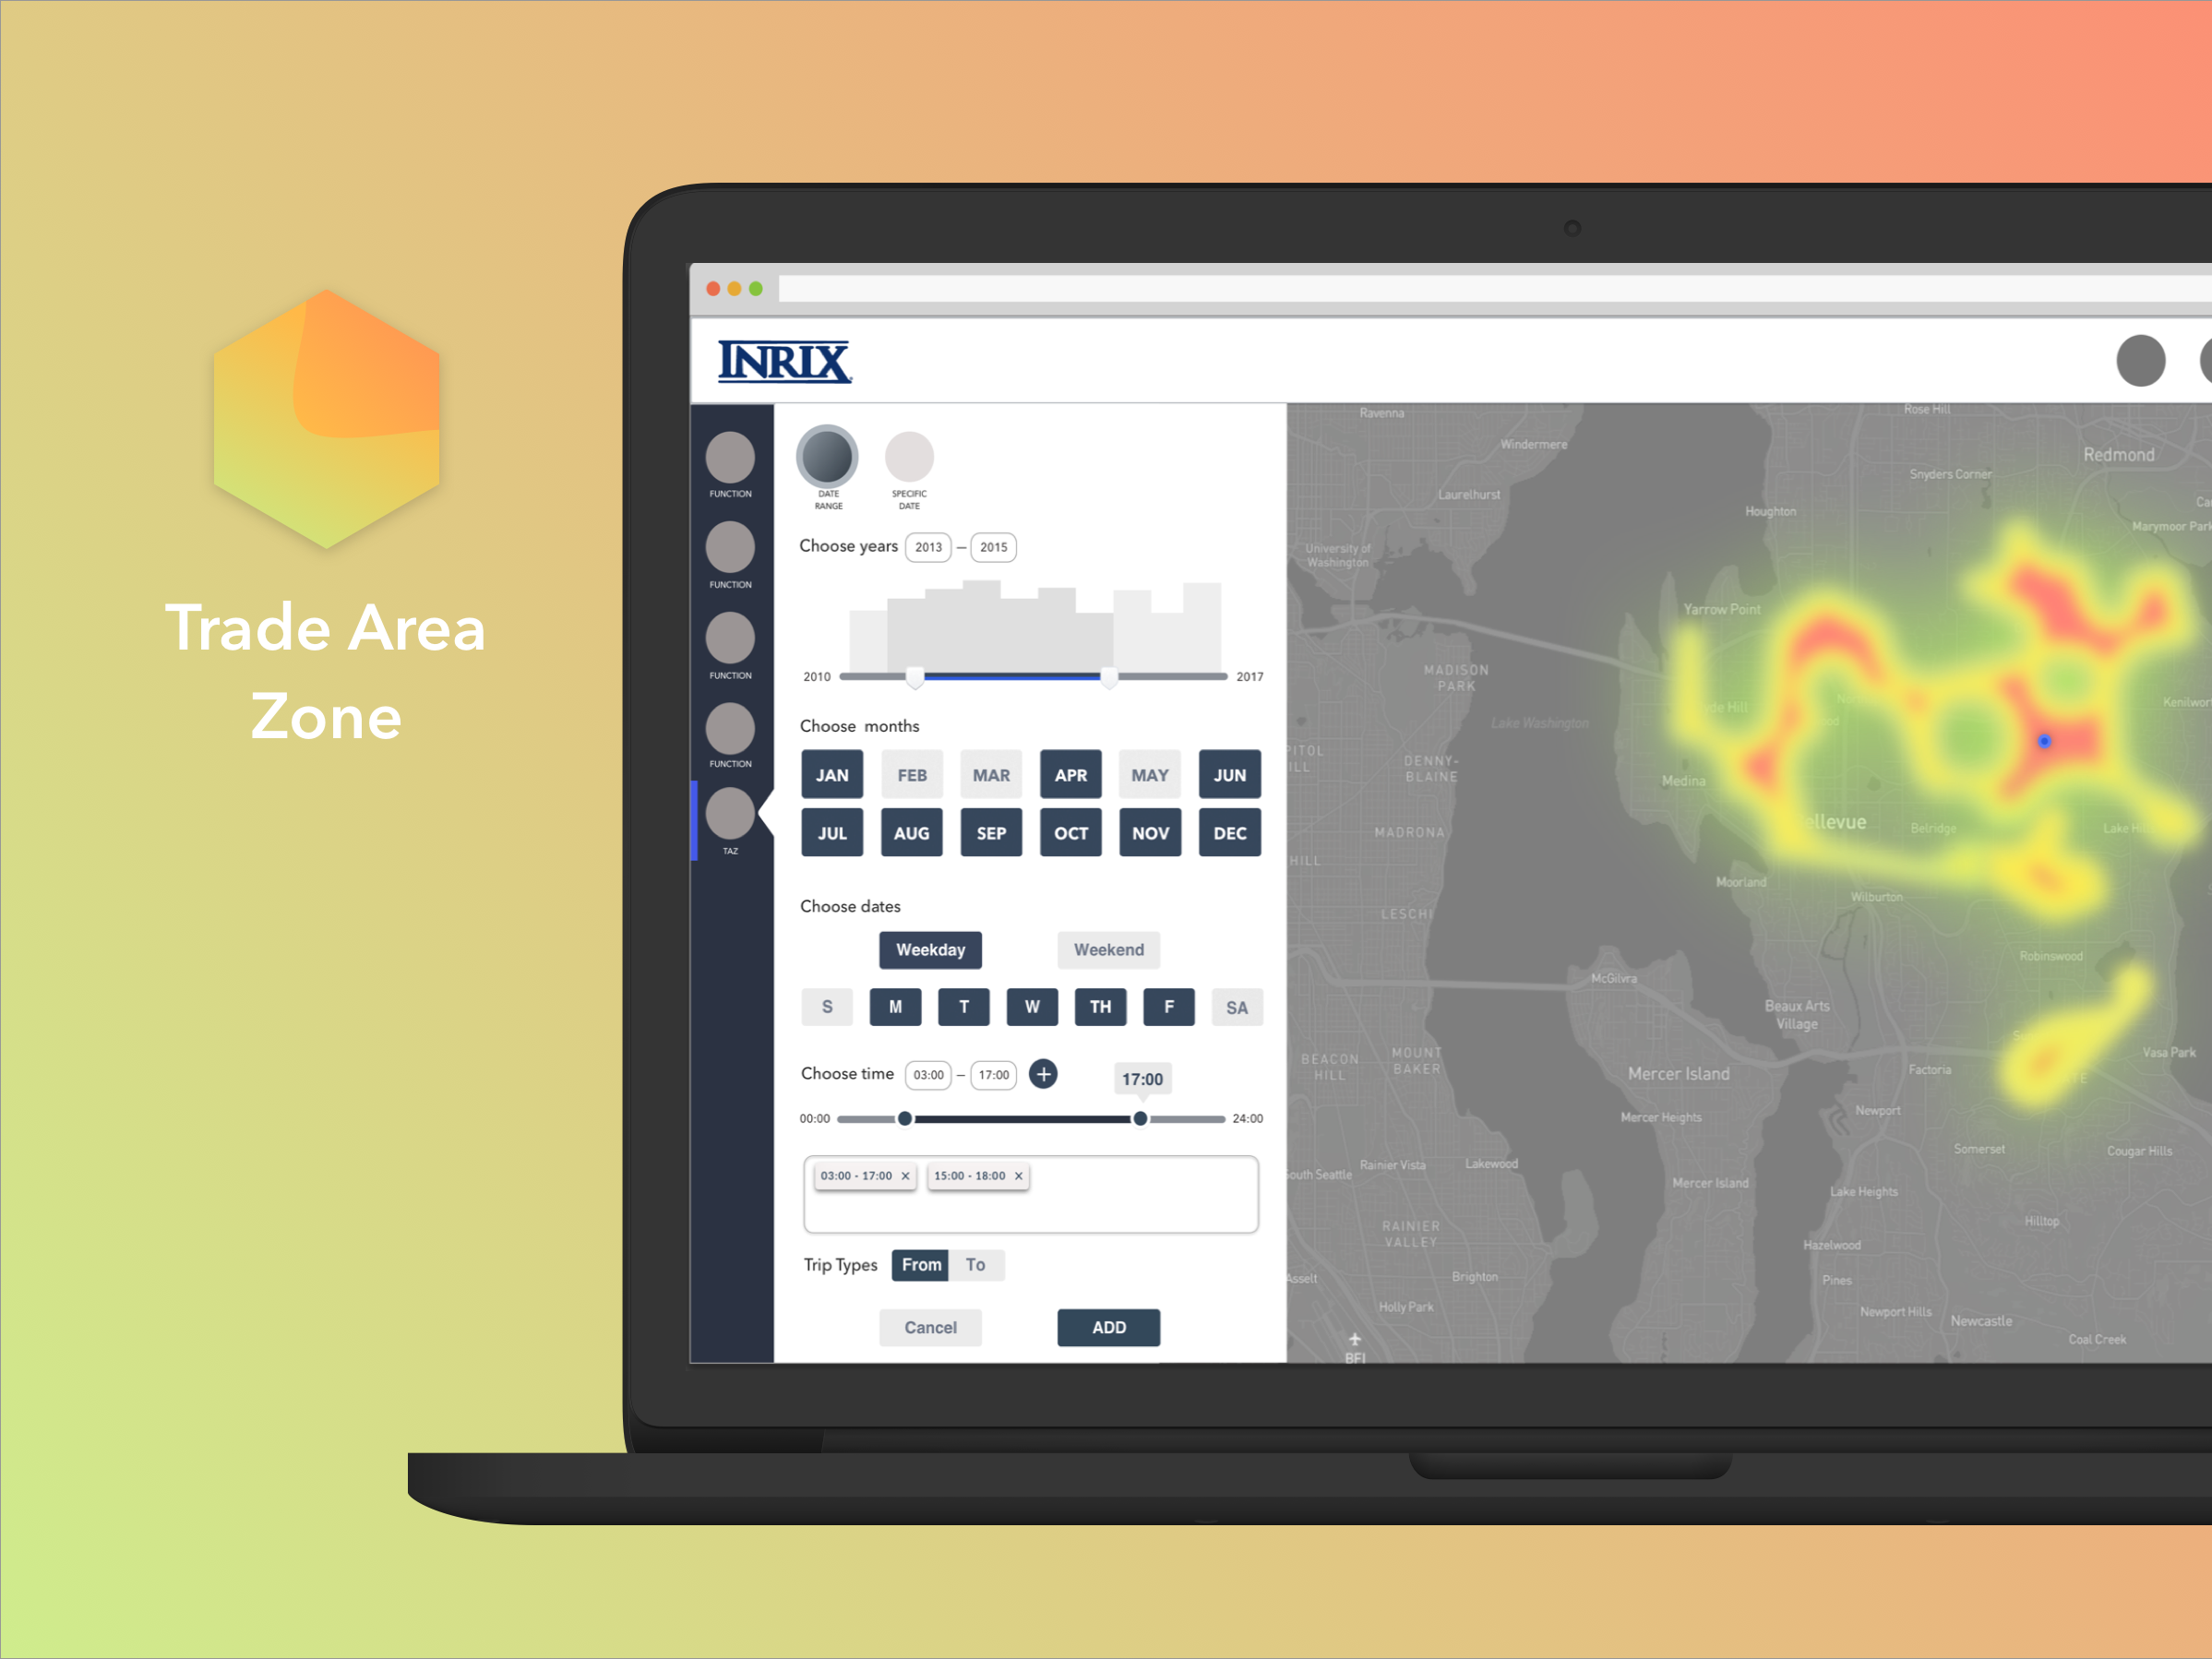 Trade Area
Zone
INRIX
FUNCTION
FUNCTION
FUNCTION
FUNCTION
TAZ
DATE
RANGE
SPECIFIC
DATE
Choose years 2013 – 2015
2010 2017
Choose months
JAN FEB MAR APR MAY JUN
JUL AUG SEP OCT NOV DEC
Choose dates
Weekday Weekend
S M T W TH F SA
Choose time 03:00 – 17:00 +
17:00
00:00 24:00
03:00 - 17:00 × 15:00 - 18:00 ×
Trip Types From To
Cancel ADD
Ravenna
Rose Hill
Windermere
Redmond
Snyders Corner
Laurelhurst
Houghton
Marymoor Park
University of
Washington
Yarrow Point
MADISON
PARK
Lake Washington
DENNY-
BLAINE
Medina
MADRONA
ellevue
Belridge
HILL
Moorland
Wilburton
LESCHI
Robinswood
McGilvra
Beaux Arts
Village
BEACON
HILL
MOUNT
BAKER
Vasa Park
Mercer Island
Factoria
Mercer Heights
Newport
Somerset
Cougar Hills
Rainier Vista
Lakewood
South Seattle
Mercer Island
Lake Heights
RAINIER
VALLEY
Hilltop
Hazelwood
Brighton
Pines
Holly Park
Newport Hills
Newcastle
Coal Creek
BFI